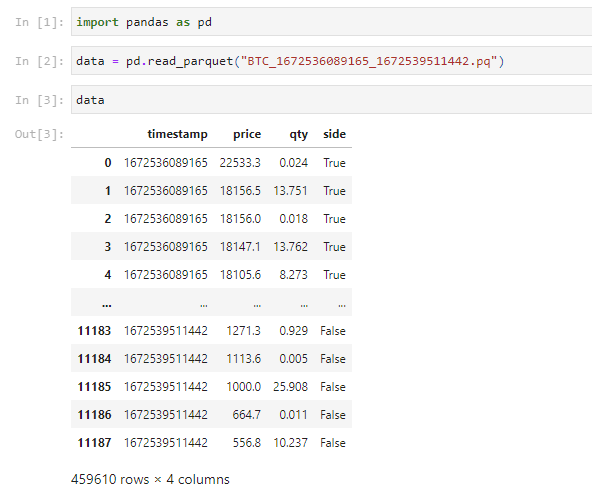 In [1]: import pandas as pd
In [2]: data = pd.read_parquet("BTC_1672536089165_1672539511442.pq")
In [3]: data
Out[3]:
timestamp price qty side
0 1672536089165 22533.3 0.024 True
1 1672536089165 18156.5 13.751 True
2 1672536089165 18156.0 0.018 True
3 1672536089165 18147.1 13.762 True
4 1672536089165 18105.6 8.273 True
... ... ... ... ...
11183 1672539511442 1271.3 0.929 False
11184 1672539511442 1113.6 0.005 False
11185 1672539511442 1000.0 25.908 False
11186 1672539511442 664.7 0.011 False
11187 1672539511442 556.8 10.237 False
459610 rows × 4 columns